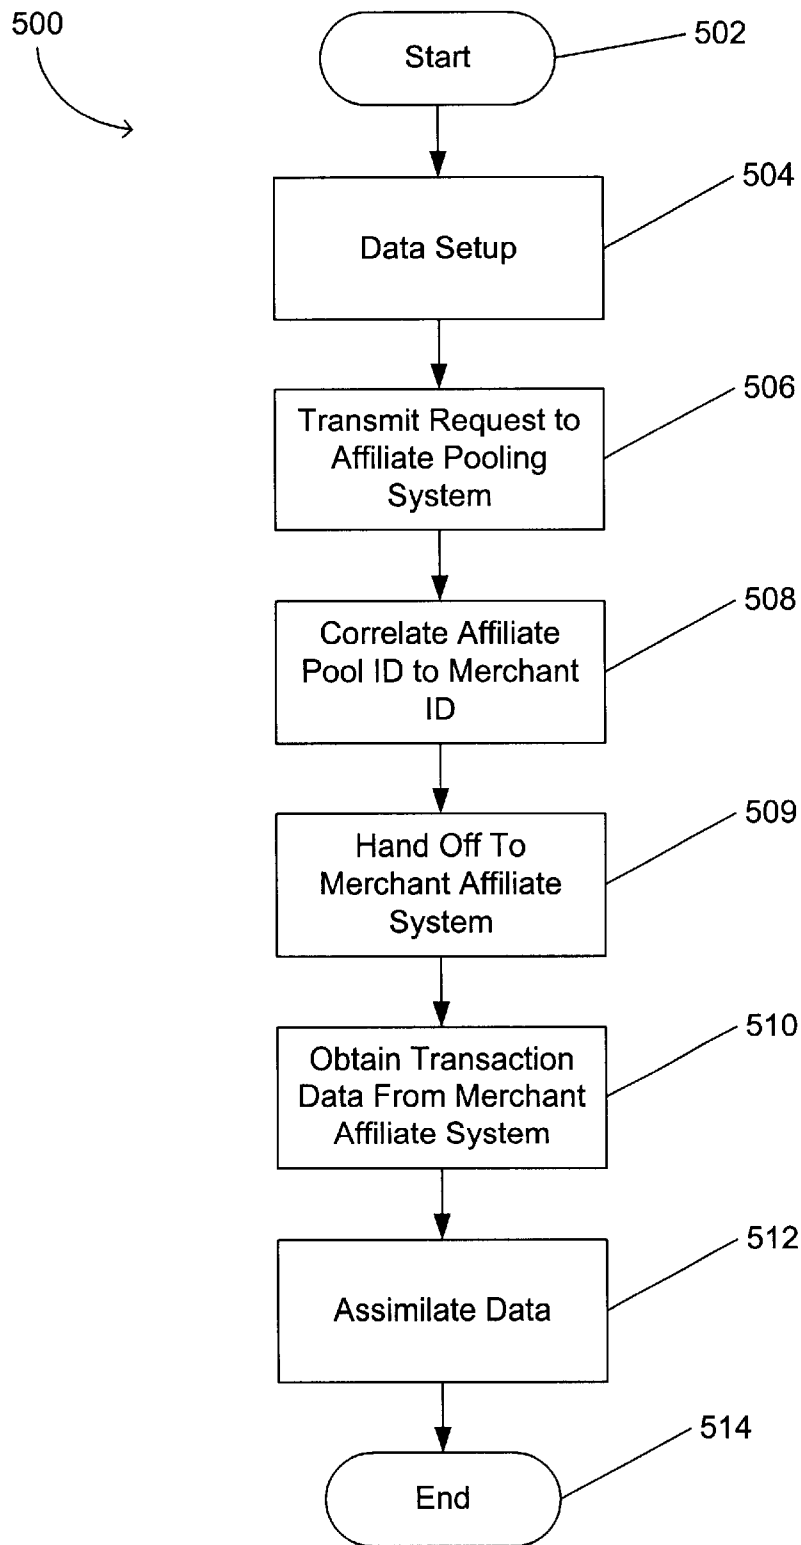 500
Start
502
Data Setup
504
Transmit Request to
Affiliate Pooling
System
506
Correlate Affiliate
Pool ID to Merchant
ID
508
Hand Off To
Merchant Affiliate
System
509
Obtain Transaction
Data From Merchant
Affiliate System
510
Assimilate Data
512
End
514